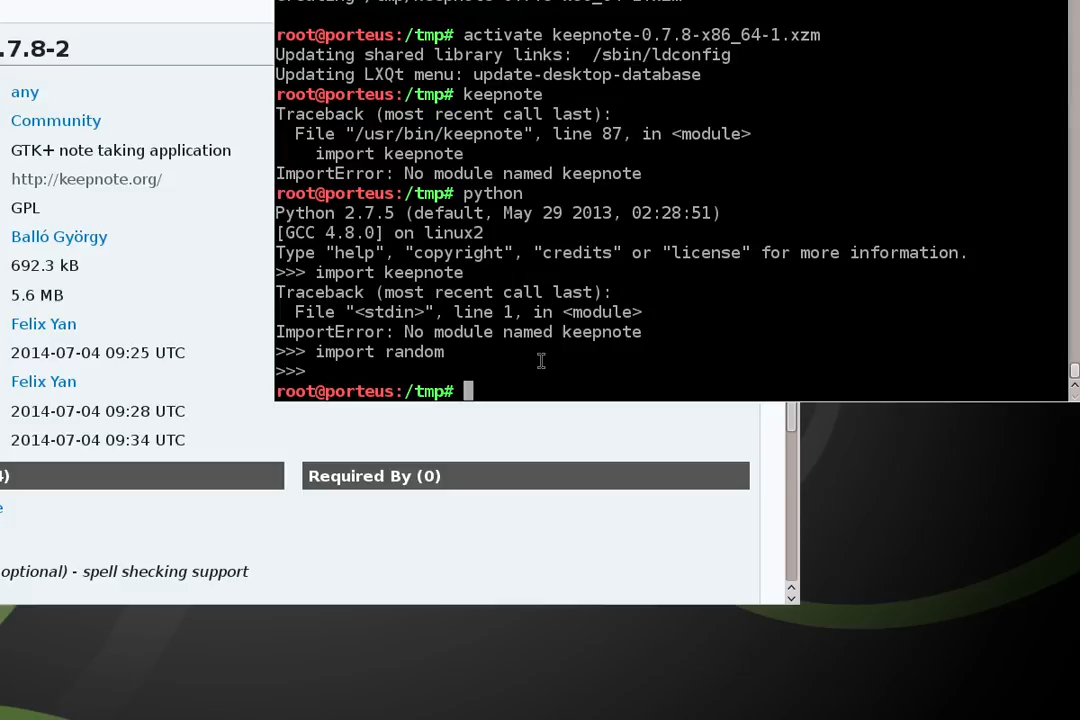 root@porteus:/tmp# activate keepnote-0.7.8-x86_64-1.xzm
Updating shared library links:  /sbin/ldconfig
Updating LXQt menu: update-desktop-database
root@porteus:/tmp# keepnote
Traceback (most recent call last):
  File "/usr/bin/keepnote", line 87, in <module>
    import keepnote
ImportError: No module named keepnote
root@porteus:/tmp# python
Python 2.7.5 (default, May 29 2013, 02:28:51)
[GCC 4.8.0] on linux2
Type "help", "copyright", "credits" or "license" for more information.
>>> import keepnote
Traceback (most recent call last):
  File "<stdin>", line 1, in <module>
ImportError: No module named keepnote
>>> import random
>>>
root@porteus:/tmp#
.7.8-2
any
Community
GTK+ note taking application
http://keepnote.org/
GPL
Balló György
692.3 kB
5.6 MB
Felix Yan
2014-07-04 09:25 UTC
Felix Yan
2014-07-04 09:28 UTC
2014-07-04 09:34 UTC
4)
Required By (0)
e
optional) - spell shecking support